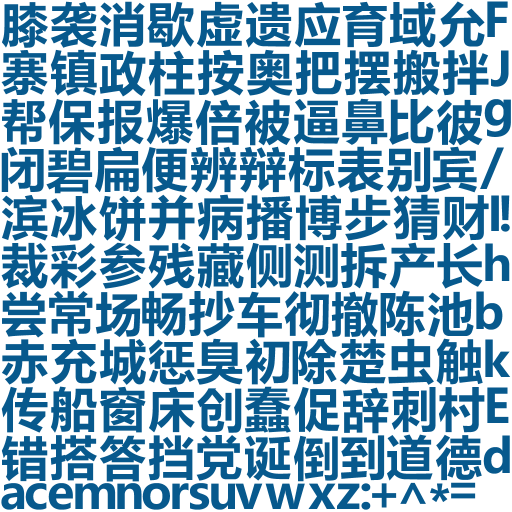 膝袭消歇虚遗应育域允F
寨镇政柱按奥把摆搬拌J
帮保报爆倍被逼鼻比彼g
闭碧扁便辨辩标表别宾/
滨冰饼并病播博步猜财l!
裁彩参残藏侧测拆产长h
尝常场畅抄车彻撤陈池b
赤充城惩臭初除楚虫触k
传船窗床创蠢促辞刺村E
错搭答挡党诞倒到道德d
acemnorsuvwxz:+^*=